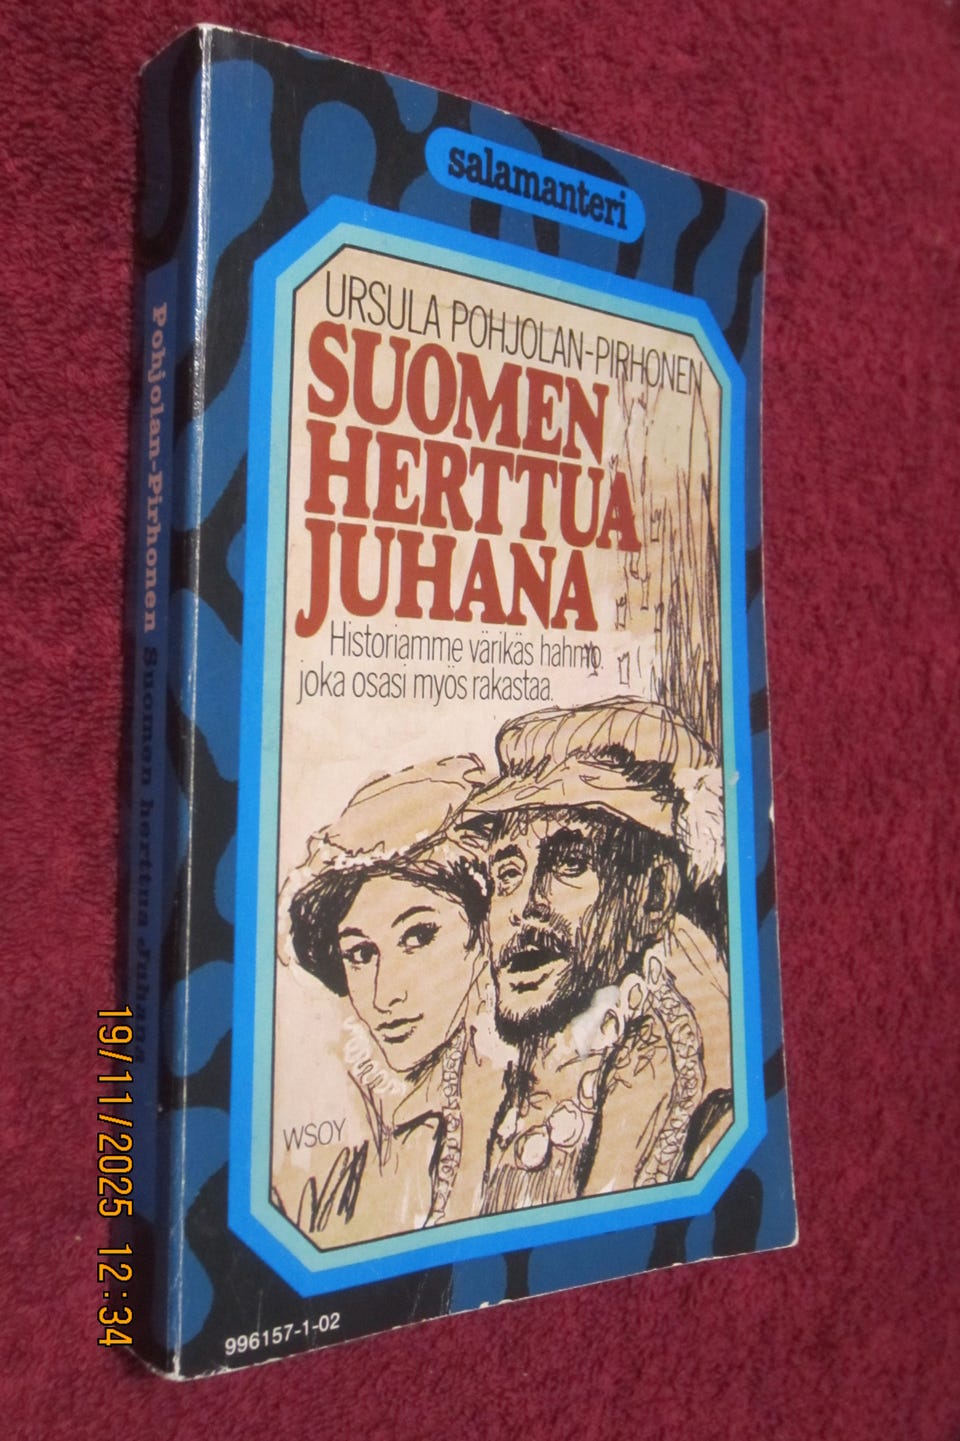 salamanteri
URSULA POHJOLAN-PIRHONEN
SUOMEN
HERTTUA
JUHANA
Historiamme värikäs hahmo,
joka osasi myös rakastaa.
WSOY
996157-1-02
Pohjolan-Pirhonen Suomen herttua Juhana
19/11/2025 12:34